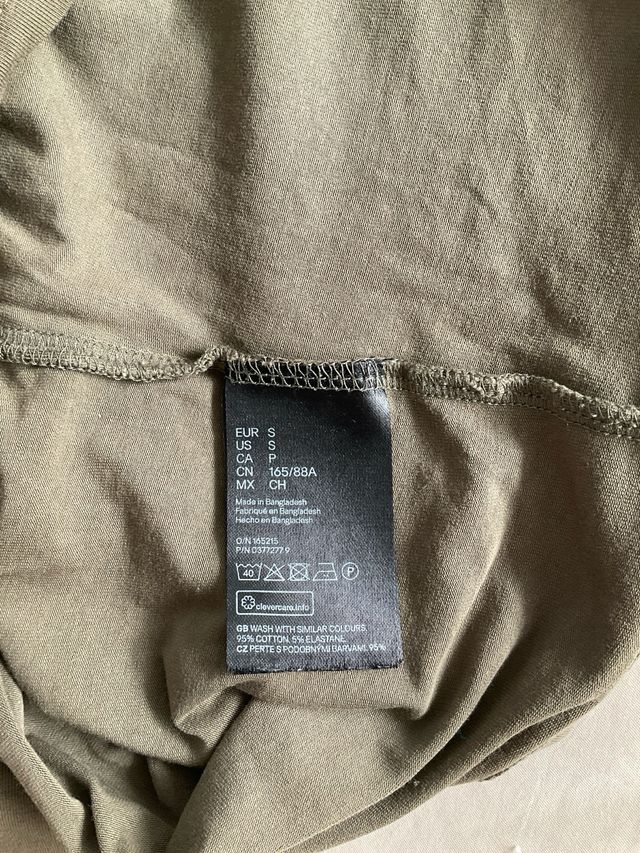 EUR S
US S
CA P
CN 165/88A
MX CH
Made in Bangladesh
Fabriqué en Bangladesh
Hecho en Bangladesh
O/N 165215
P/N 0377277 9
40 P
clevercare.info
GB WASH WITH SIMILAR COLOURS.
95% COTTON, 5% ELASTANE.
CZ PERTE S PODOBNÝMI BARVAMI. 95%